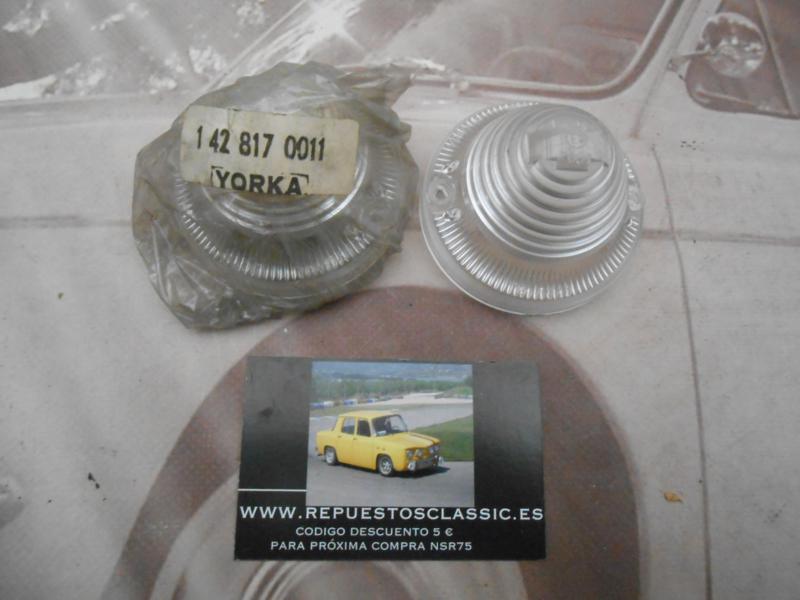 1 42 817 0011
YORKA
WWW.REPUESTOSCLASSIC.ES
CODIGO DESCUENTO 5 €
PARA PRÓXIMA COMPRA NSR75